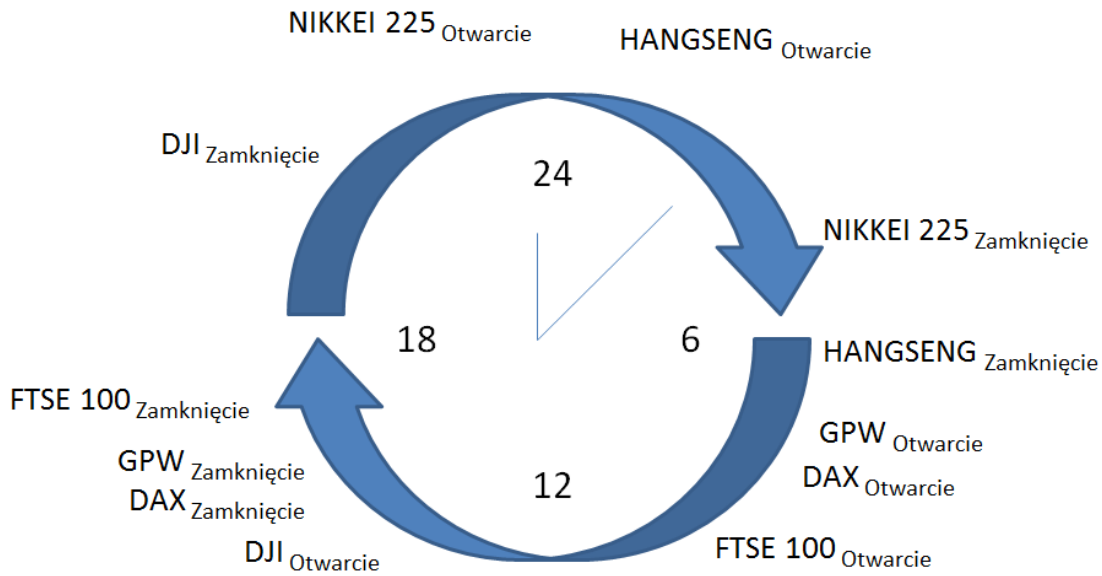 NIKKEI 225 Otwarcie
HANGSENG Otwarcie
DJI Zamknięcie
24
NIKKEI 225 Zamknięcie
18
6
HANGSENG Zamknięcie
FTSE 100 Zamknięcie
GPW Otwarcie
GPW Zamknięcie
DAX Otwarcie
12
DAX Zamknięcie
DJI Otwarcie
FTSE 100 Otwarcie